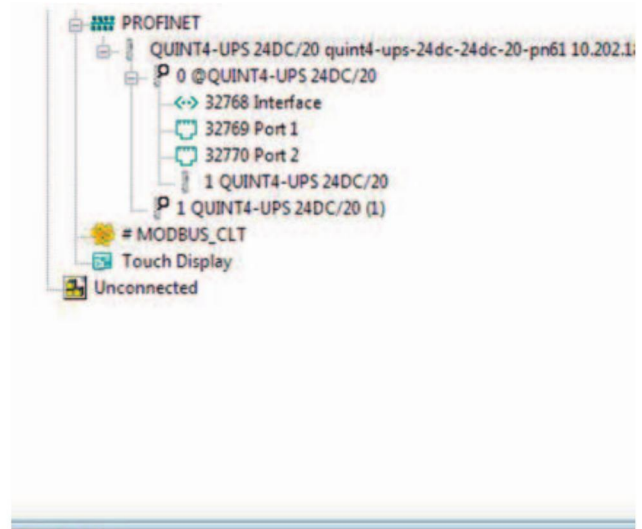 PROFINET
QUINT4-UPS 24DC/20 quint4-ups-24dc-24dc-20-pn61 10.202.18
0 @QUINT4-UPS 24DC/20
32768 Interface
32769 Port 1
32770 Port 2
1 QUINT4-UPS 24DC/20
1 QUINT4-UPS 24DC/20 (1)
# MODBUS_CLT
Touch Display
Unconnected